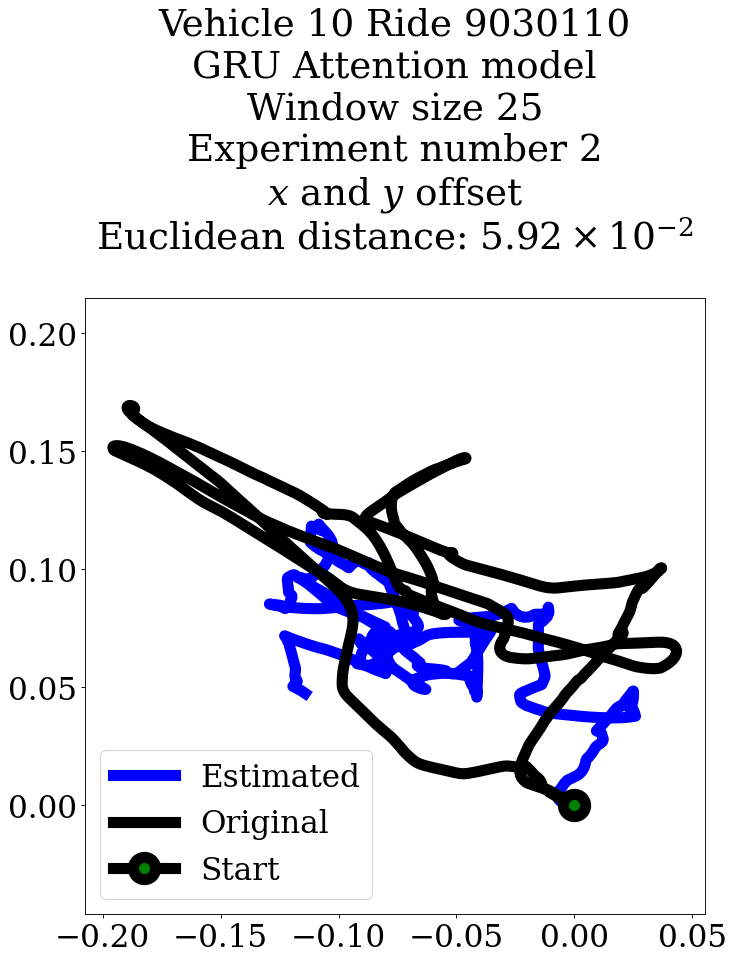 Vehicle 10 Ride 9030110
GRU Attention model
Window size 25
Experiment number 2
x and y offset
Euclidean distance: 5.92 × 10⁻²
0.20
0.15
0.10
0.05
0.00
Estimated
Original
Start
−0.20 −0.15 −0.10 −0.05 0.00 0.05